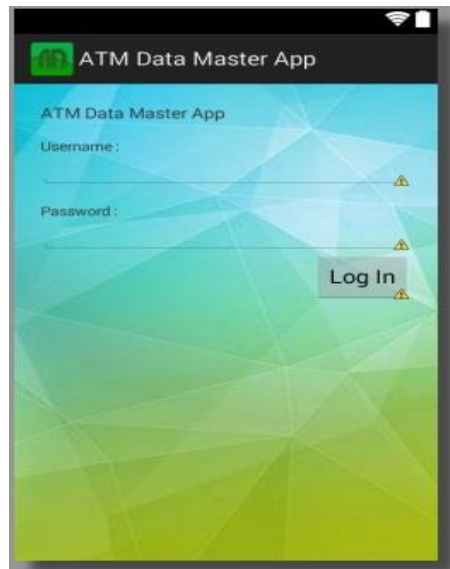 ATM Data Master App
ATM Data Master App
Username :
Password :
Log In